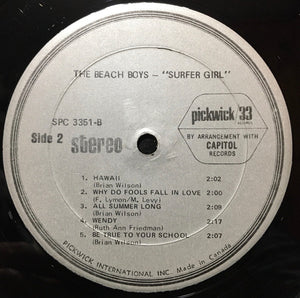 THE BEACH BOYS - "SURFER GIRL"
SPC 3351-B
Side 2 stereo
pickwick/33
RECORDS
BY ARRANGEMENT WITH
CAPITOL
RECORDS
1. HAWAII 2:02
(Brian Wilson)
2. WHY DO FOOLS FALL IN LOVE 2:00
(F. Lymon/M. Levy)
3. ALL SUMMER LONG 2:09
(Brian Wilson)
4. WENDY 2:17
(Ruth Ann Friedman)
5. BE TRUE TO YOUR SCHOOL 2:07
(Brian Wilson)
PICKWICK INTERNATIONAL INC. Made in Canada